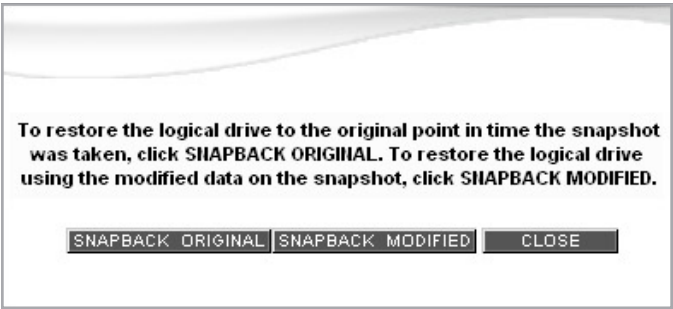 To restore the logical drive to the original point in time the snapshot
was taken, click SNAPBACK ORIGINAL. To restore the logical drive
using the modified data on the snapshot, click SNAPBACK MODIFIED.
SNAPBACK ORIGINAL SNAPBACK MODIFIED CLOSE